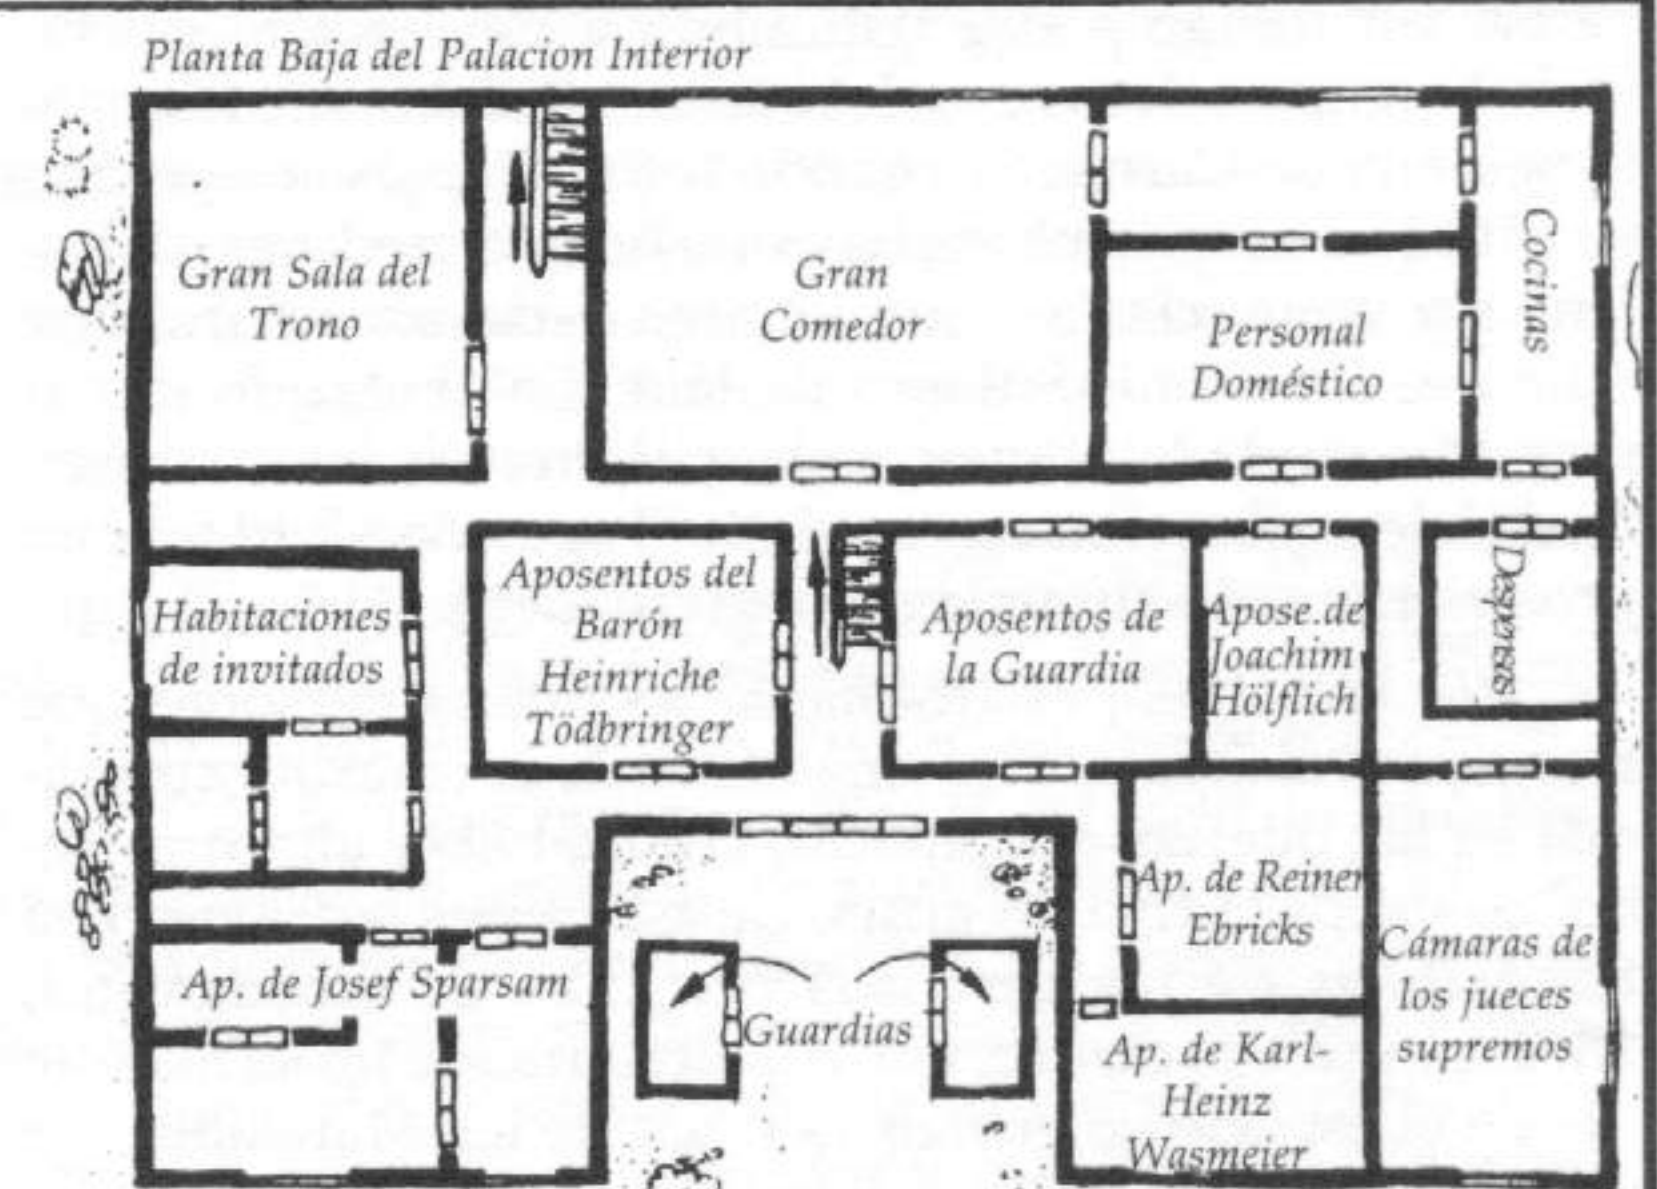 Planta Baja del Palacion Interior
Gran Sala del
Trono
Gran
Comedor
Personal
Doméstico
Cocinas
Habitaciones
de invitados
Aposentos del
Barón
Heinriche
Tödbringer
Aposentos de
la Guardia
Apose.de
Joachim
Hölflich
Despensas
Ap. de Reiner
Ebricks
Cámaras de
los jueces
supremos
Ap. de Josef Sparsam
Guardias
Ap. de Karl-
Heinz
Wasmeier